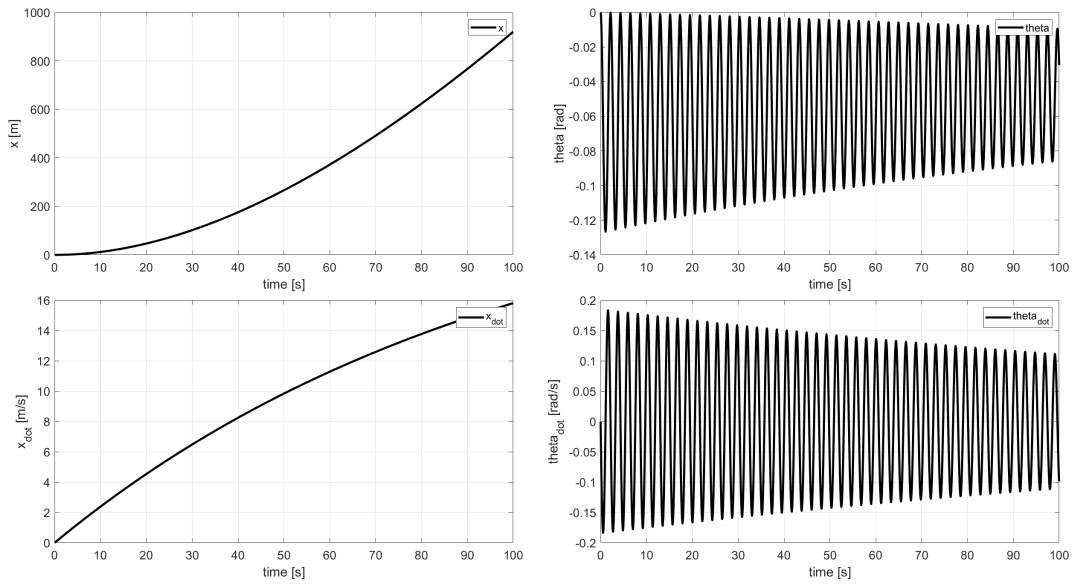 1000
800
600
400
200
0
x [m]
x
0 10 20 30 40 50 60 70 80 90 100
time [s]
0
-0.02
-0.04
-0.06
-0.08
-0.1
-0.12
-0.14
theta [rad]
theta
0 10 20 30 40 50 60 70 80 90 100
time [s]
16
14
12
10
8
6
4
2
0
x_dot [m/s]
x_dot
0 10 20 30 40 50 60 70 80 90 100
time [s]
0.2
0.15
0.1
0.05
0
-0.05
-0.1
-0.15
-0.2
theta_dot [rad/s]
theta_dot
0 10 20 30 40 50 60 70 80 90 100
time [s]